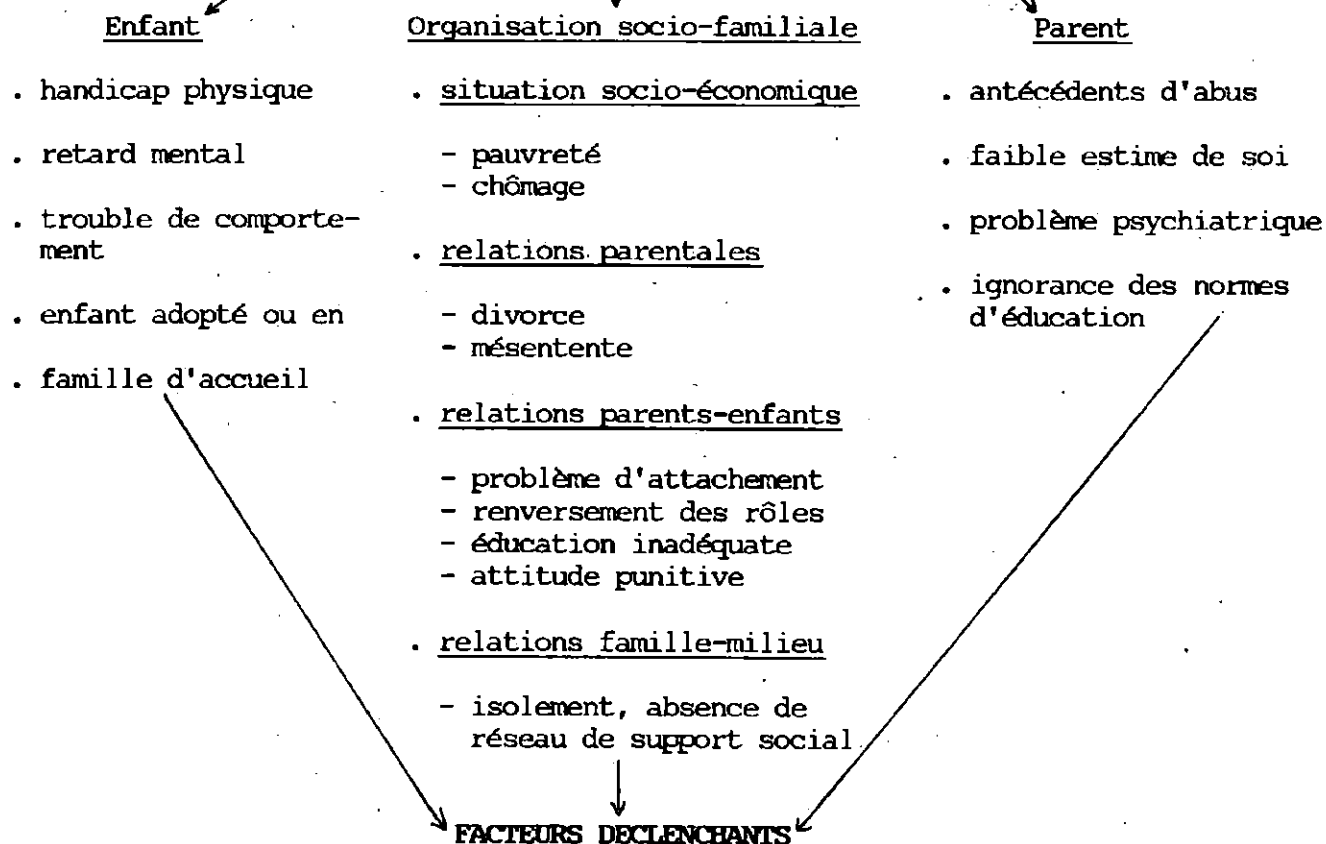 Enfant
. handicap physique
. retard mental
. trouble de comporte-
ment
. enfant adopté ou en
. famille d'accueil
Organisation socio-familiale
. situation socio-économique
- pauvreté
- chômage
. relations parentales
- divorce
- mésentente
. relations parents-enfants
- problème d'attachement
- renversement des rôles
- éducation inadéquate
- attitude punitive
. relations famille-milieu
- isolement, absence de
réseau de support social
Parent
. antécédents d'abus
. faible estime de soi
. problème psychiatrique
. ignorance des normes
d'éducation
FACTEURS DECLENCHANTS